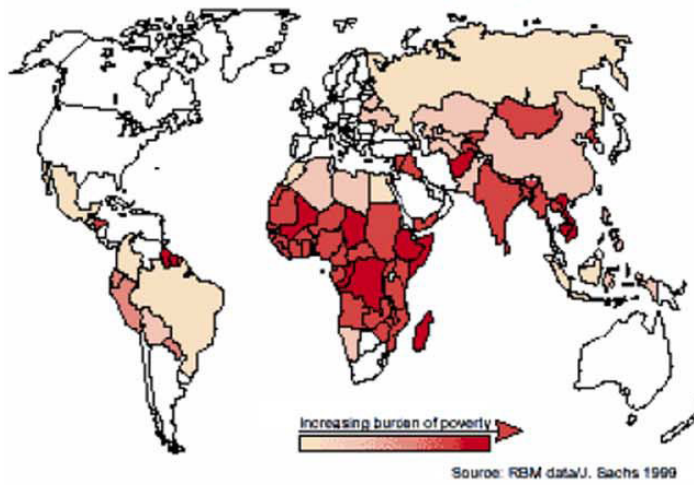 Increasing burden of poverty
Source: RBM data/J. Sachs 1999